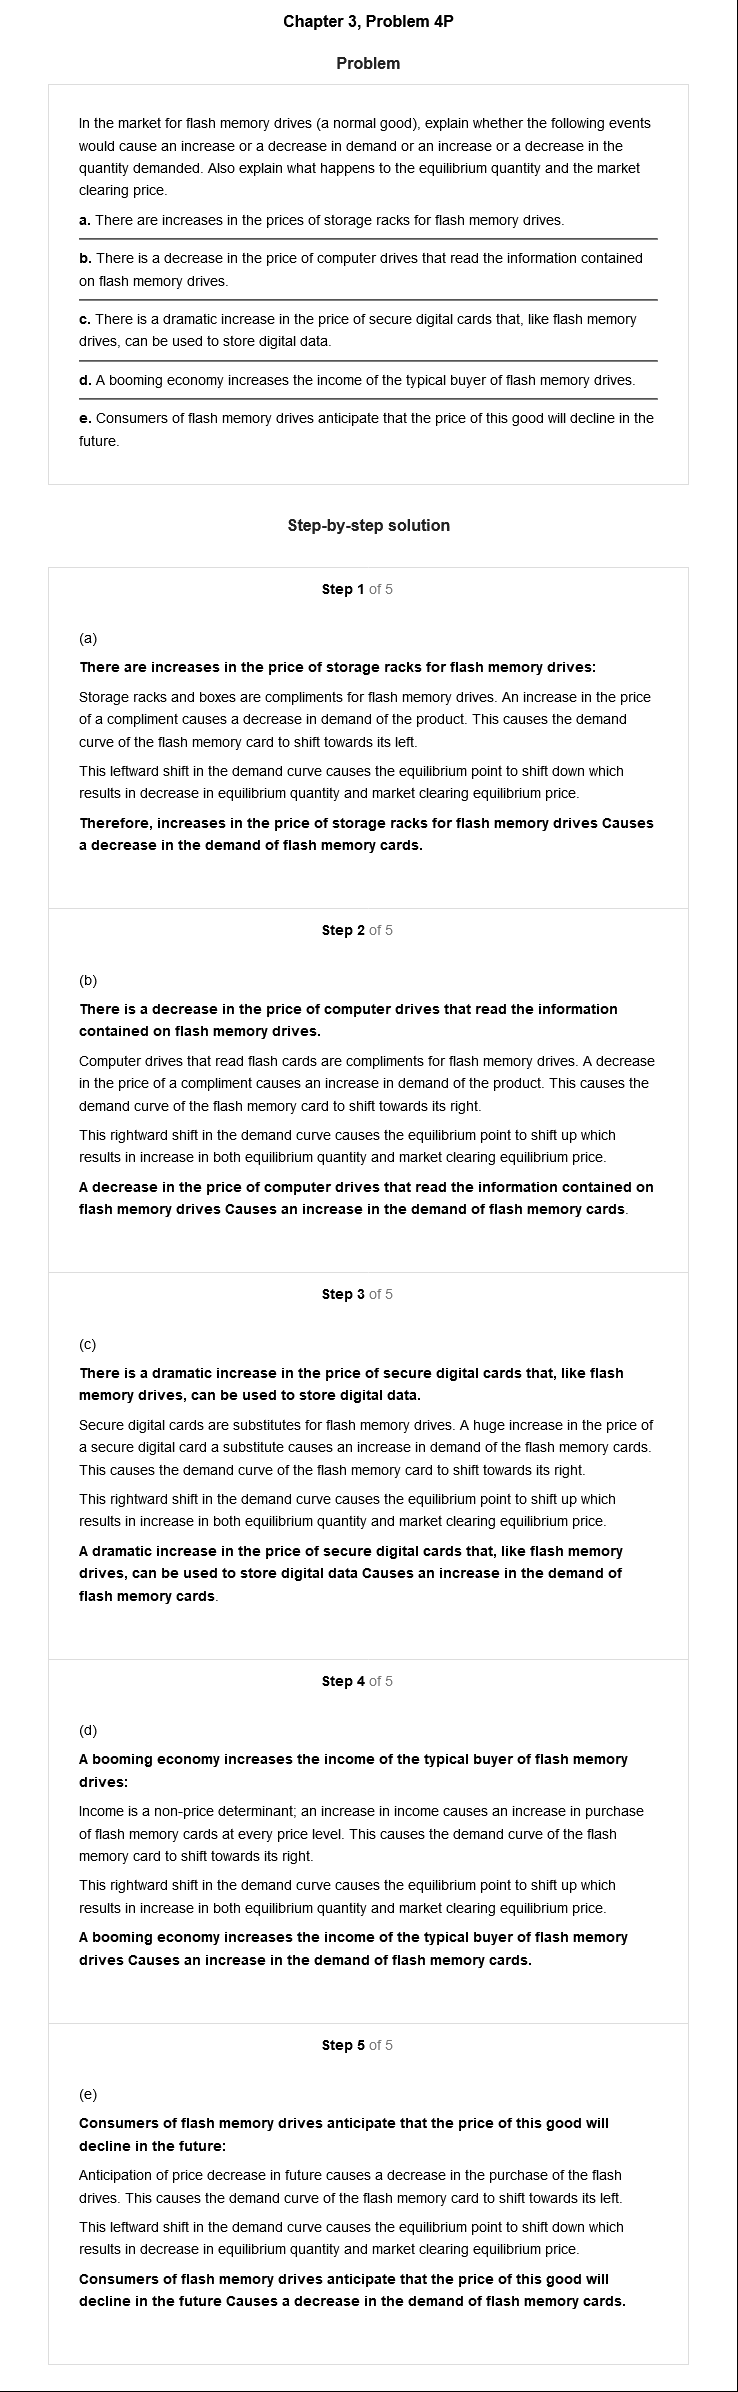 Chapter 3, Problem 4P
Problem
In the market for flash memory drives (a normal good), explain whether the following events
would cause an increase or a decrease in demand or an increase or a decrease in the
quantity demanded. Also explain what happens to the equilibrium quantity and the market
clearing price.
a. There are increases in the prices of storage racks for flash memory drives.
b. There is a decrease in the price of computer drives that read the information contained
on flash memory drives.
c. There is a dramatic increase in the price of secure digital cards that, like flash memory
drives, can be used to store digital data.
d. A booming economy increases the income of the typical buyer of flash memory drives.
e. Consumers of flash memory drives anticipate that the price of this good will decline in the
future.
Step-by-step solution
Step 1 of 5
(a)
There are increases in the price of storage racks for flash memory drives:
Storage racks and boxes are compliments for flash memory drives. An increase in the price
of a compliment causes a decrease in demand of the product. This causes the demand
curve of the flash memory card to shift towards its left.
This leftward shift in the demand curve causes the equilibrium point to shift down which
results in decrease in equilibrium quantity and market clearing equilibrium price.
Therefore, increases in the price of storage racks for flash memory drives Causes
a decrease in the demand of flash memory cards.
Step 2 of 5
(b)
There is a decrease in the price of computer drives that read the information
contained on flash memory drives.
Computer drives that read flash cards are compliments for flash memory drives. A decrease
in the price of a compliment causes an increase in demand of the product. This causes the
demand curve of the flash memory card to shift towards its right.
This rightward shift in the demand curve causes the equilibrium point to shift up which
results in increase in both equilibrium quantity and market clearing equilibrium price.
A decrease in the price of computer drives that read the information contained on
flash memory drives Causes an increase in the demand of flash memory cards.
Step 3 of 5
(c)
There is a dramatic increase in the price of secure digital cards that, like flash
memory drives, can be used to store digital data.
Secure digital cards are substitutes for flash memory drives. A huge increase in the price of
a secure digital card a substitute causes an increase in demand of the flash memory cards.
This causes the demand curve of the flash memory card to shift towards its right.
This rightward shift in the demand curve causes the equilibrium point to shift up which
results in increase in both equilibrium quantity and market clearing equilibrium price.
A dramatic increase in the price of secure digital cards that, like flash memory
drives, can be used to store digital data Causes an increase in the demand of
flash memory cards.
Step 4 of 5
(d)
A booming economy increases the income of the typical buyer of flash memory
drives:
Income is a non-price determinant; an increase in income causes an increase in purchase
of flash memory cards at every price level. This causes the demand curve of the flash
memory card to shift towards its right.
This rightward shift in the demand curve causes the equilibrium point to shift up which
results in increase in both equilibrium quantity and market clearing equilibrium price.
A booming economy increases the income of the typical buyer of flash memory
drives Causes an increase in the demand of flash memory cards.
Step 5 of 5
(e)
Consumers of flash memory drives anticipate that the price of this good will
decline in the future:
Anticipation of price decrease in future causes a decrease in the purchase of the flash
drives. This causes the demand curve of the flash memory card to shift towards its left.
This leftward shift in the demand curve causes the equilibrium point to shift down which
results in decrease in equilibrium quantity and market clearing equilibrium price.
Consumers of flash memory drives anticipate that the price of this good will
decline in the future Causes a decrease in the demand of flash memory cards.